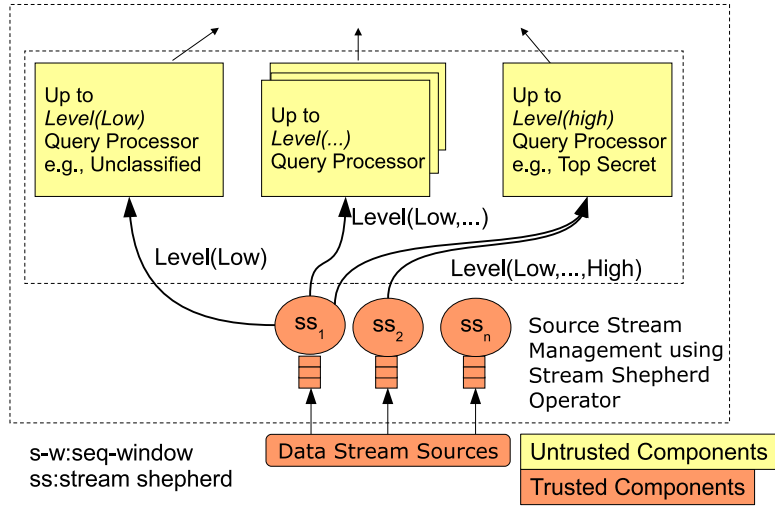 Up to
Level(Low)
Query Processor
e.g., Unclassified
Up to
Level(...)
Query Processor
Up to
Level(high)
Query Processor
e.g., Top Secret
Level(Low,...)
Level(Low)
Level(Low,...,High)
ss1
ss2
ssn
Source Stream
Management using
Stream Shepherd
Operator
Data Stream Sources
s-w:seq-window
ss:stream shepherd
Untrusted Components
Trusted Components